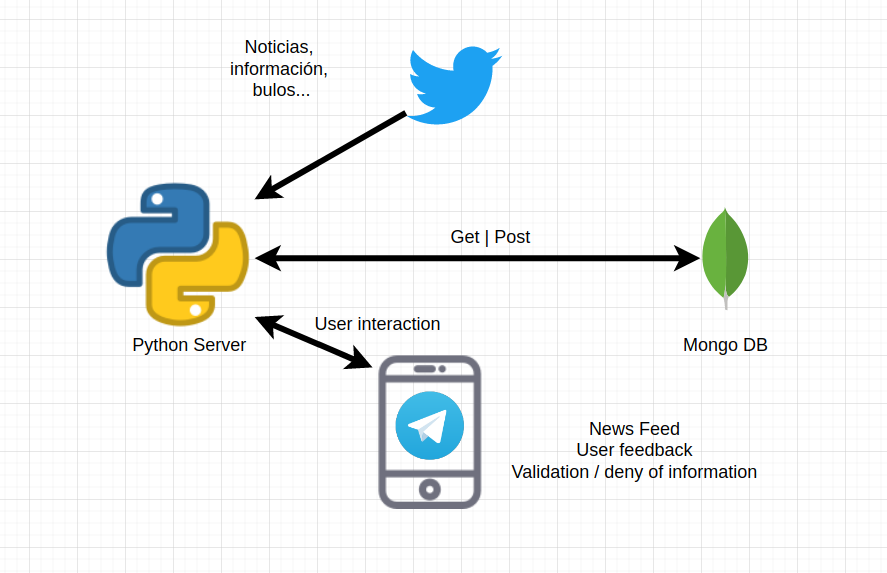 Noticias,
información,
bulos...
Get | Post
User interaction
Python Server
Mongo DB
News Feed
User feedback
Validation / deny of information